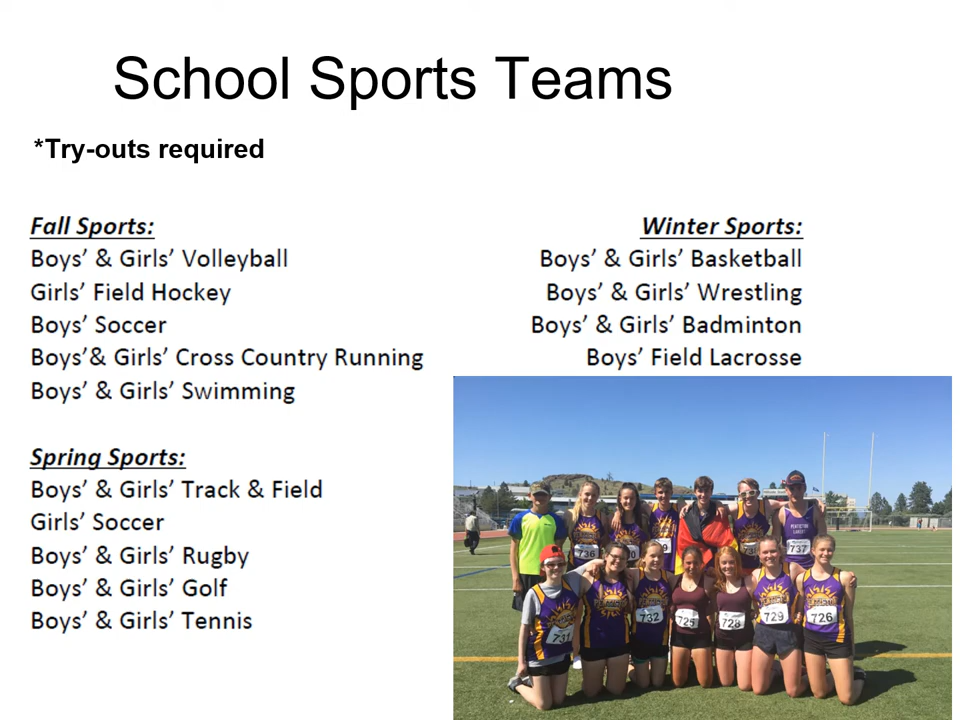 School Sports Teams
*Try-outs required
Fall Sports:
Boys’ & Girls’ Volleyball
Girls’ Field Hockey
Boys’ Soccer
Boys’& Girls’ Cross Country Running
Boys’ & Girls’ Swimming
Spring Sports:
Boys’ & Girls’ Track & Field
Girls’ Soccer
Boys’ & Girls’ Rugby
Boys’ & Girls’ Golf
Boys’ & Girls’ Tennis
Winter Sports:
Boys’ & Girls’ Basketball
Boys’ & Girls’ Wrestling
Boys’ & Girls’ Badminton
Boys’ Field Lacrosse
736
737
731
732
725
728
729
726